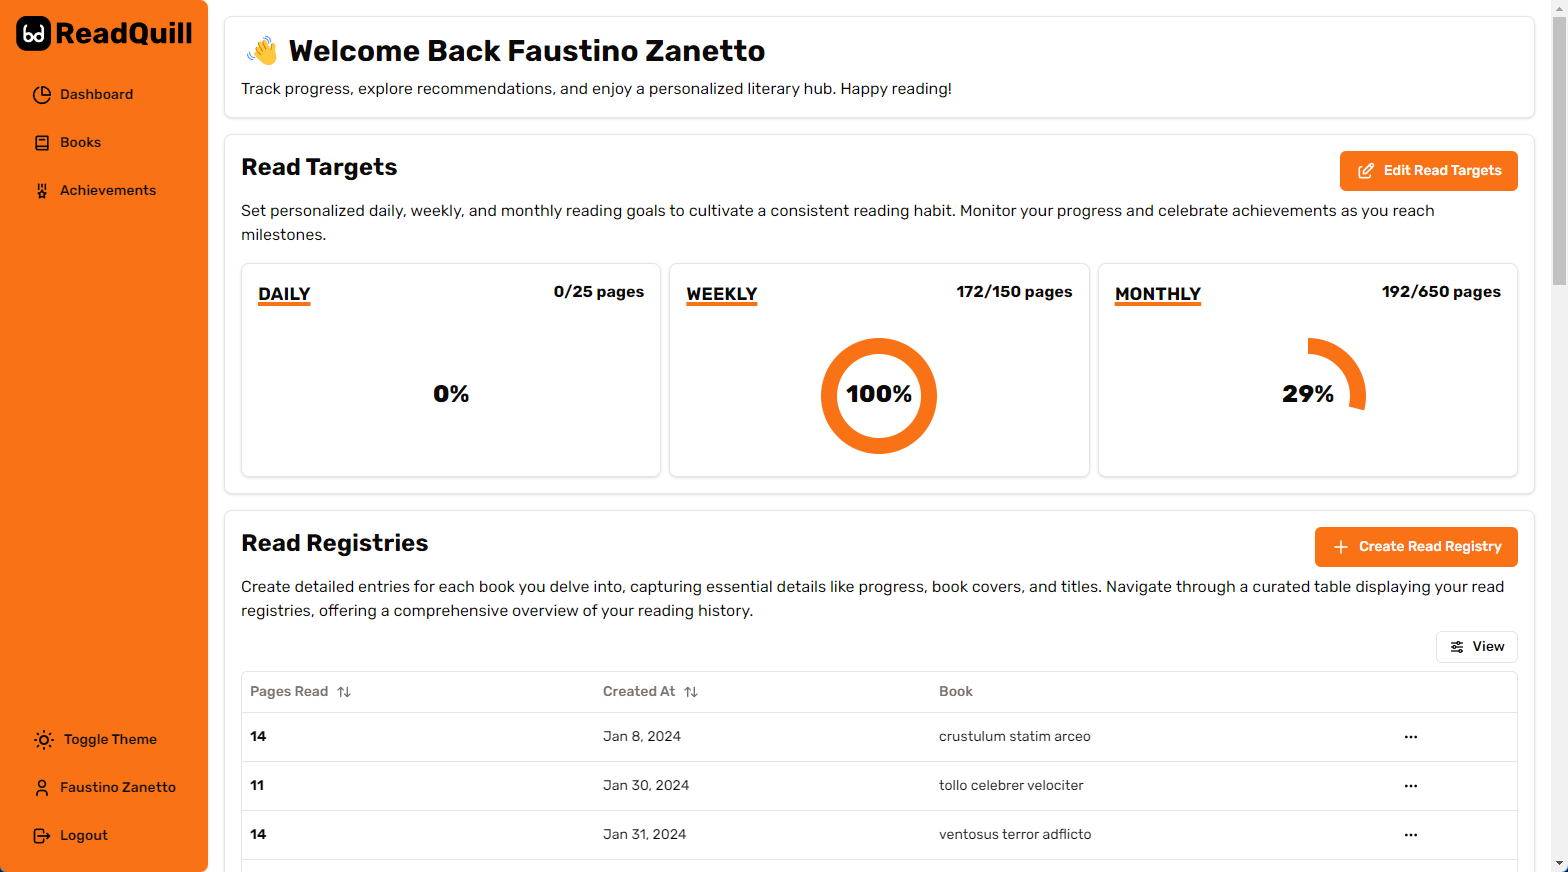 ReadQuill
Dashboard
Books
Achievements
Toggle Theme
Faustino Zanetto
Logout
👋 Welcome Back Faustino Zanetto
Track progress, explore recommendations, and enjoy a personalized literary hub. Happy reading!
Read Targets
Edit Read Targets
Set personalized daily, weekly, and monthly reading goals to cultivate a consistent reading habit. Monitor your progress and celebrate achievements as you reach
milestones.
DAILY 0/25 pages
0%
WEEKLY 172/150 pages
100%
MONTHLY 192/650 pages
29%
Read Registries
Create Read Registry
Create detailed entries for each book you delve into, capturing essential details like progress, book covers, and titles. Navigate through a curated table displaying your read
registries, offering a comprehensive overview of your reading history.
View
Pages Read Created At Book
14 Jan 8, 2024 crustulum statim arceo
11 Jan 30, 2024 tollo celebrer velociter
14 Jan 31, 2024 ventosus terror adflicto